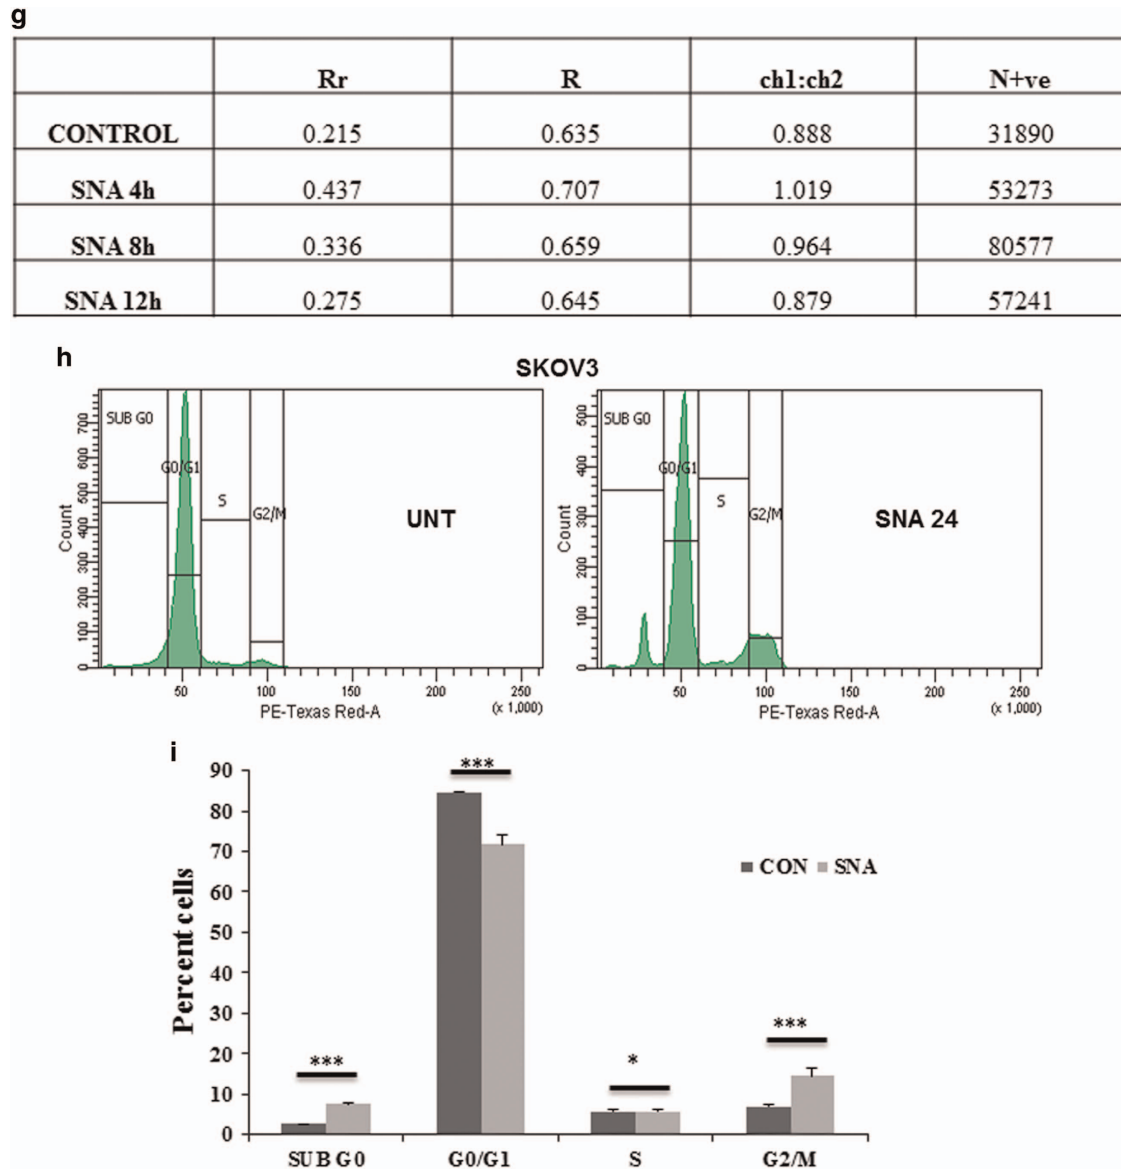 g
Rr R ch1:ch2 N+ve
CONTROL 0.215 0.635 0.888 31890
SNA 4h 0.437 0.707 1.019 53273
SNA 8h 0.336 0.659 0.964 80577
SNA 12h 0.275 0.645 0.879 57241
h
SKOV3
SUB G0
G0/G1
S
G2/M
UNT
Count
0 100 200 300 400 500 600 700
50 100 150 200 250
PE-Texas Red-A
(x 1,000)
SUB G0
G0/G1
S
G2/M
SNA 24
Count
0 100 200 300 400 500
50 100 150 200 250
PE-Texas Red-A
(x 1,000)
i
Percent cells
90
80
70
60
50
40
30
20
10
0
***
***
*
***
CON SNA
SUB G0 G0/G1 S G2/M